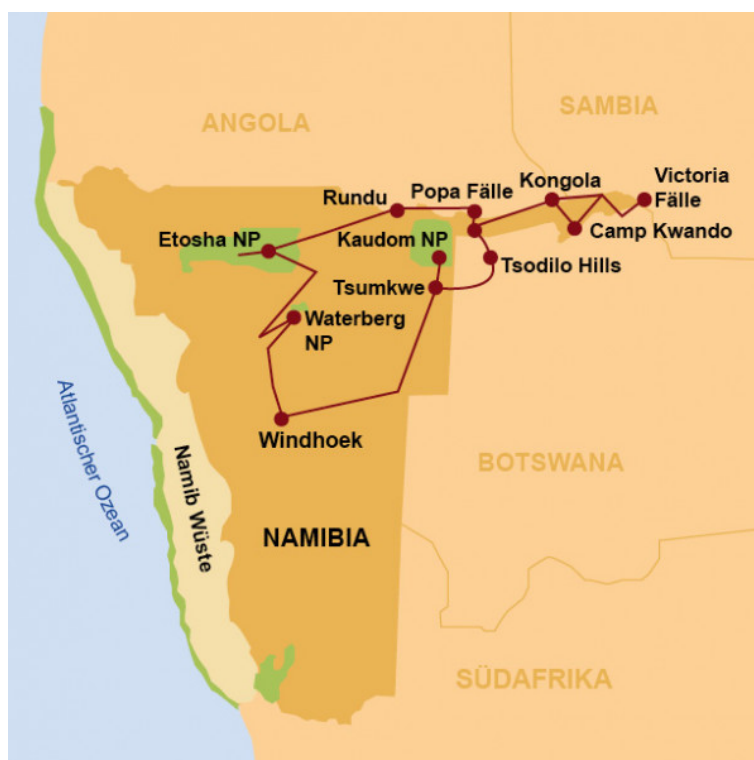 ANGOLA
SAMBIA
Rundu
Popa Fälle
Kongola
Victoria
Fälle
Etosha NP
Kaudom NP
Camp Kwando
Tsodilo Hills
Tsumkwe
Waterberg
NP
Windhoek
Atlantischer Ozean
Namib Wüste
BOTSWANA
NAMIBIA
SÜDAFRIKA